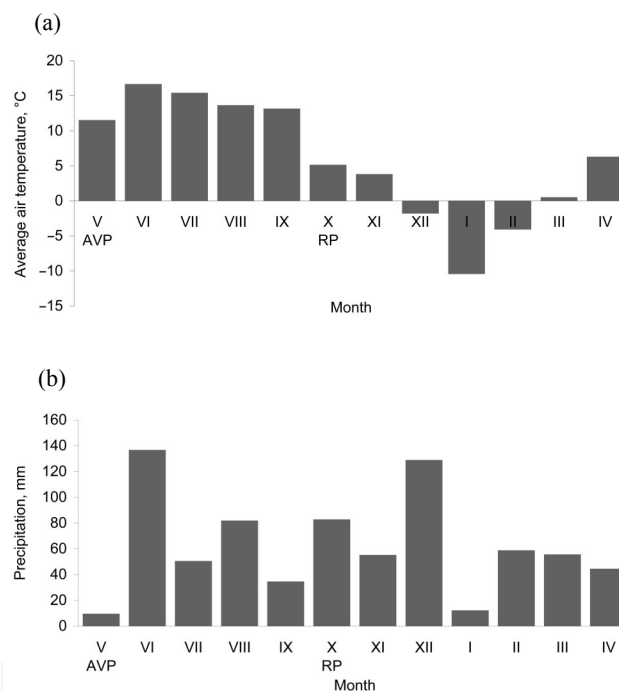 (a)
Average air temperature, °C
20
15
10
5
0
–5
–10
–15
V VI VII VIII IX X XI XII I II III IV
AVP RP
Month
(b)
Precipitation, mm
160
140
120
100
80
60
40
20
0
V VI VII VIII IX X XI XII I II III IV
AVP RP
Month